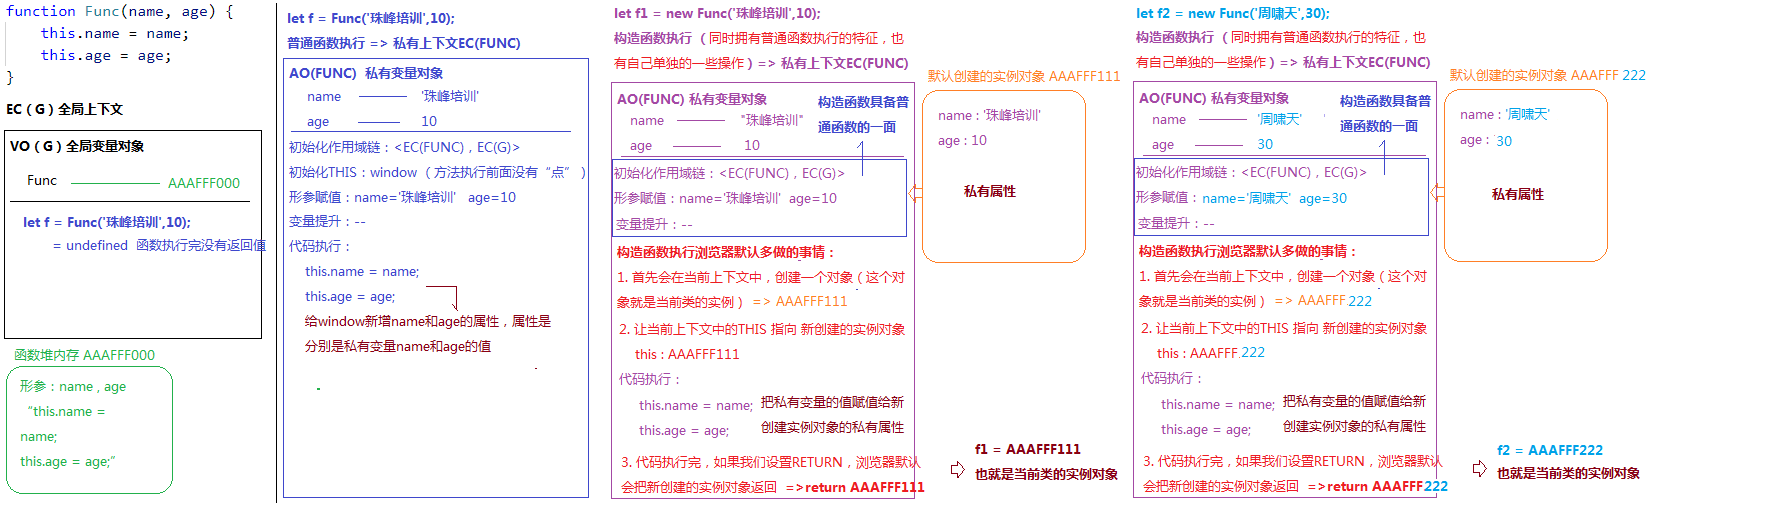 function Func(name, age) {
this.name = name;
this.age = age;
}
EC（G）全局上下文
VO（G）全局变量对象
Func
AAAFFF000
let f = Func('珠峰培训',10);
= undefined 函数执行完没有返回值
函数堆内存 AAAFFF000
形参：name , age
“this.name =
name;
this.age = age;”
let f = Func('珠峰培训',10);
普通函数执行 => 私有上下文EC(FUNC)
AO(FUNC) 私有变量对象
name
'珠峰培训'
age
10
初始化作用域链：<EC(FUNC)，EC(G)>
初始化THIS：window（方法执行前面没有“点”）
形参赋值：name='珠峰培训' age=10
变量提升：--
代码执行：
this.name = name;
this.age = age;
给window新增name和age的属性，属性是
分别是私有变量name和age的值
let f1 = new Func('珠峰培训',10);
构造函数执行（同时拥有普通函数执行的特征，也
有自己单独的一些操作）=> 私有上下文EC(FUNC)
AO(FUNC) 私有变量对象
name
"珠峰培训"
age
10
构造函数具备普
通函数的一面
初始化作用域链：<EC(FUNC)，EC(G)>
形参赋值：name='珠峰培训' age=10
变量提升：--
构造函数执行浏览器默认多做的事情：
1. 首先会在当前上下文中，创建一个对象（这个对
象就是当前类的实例） => AAAFFF111
2. 让当前上下文中的THIS 指向 新创建的实例对象
this : AAAFFF111
代码执行：
this.name = name;
this.age = age;
把私有变量的值赋值给新
创建实例对象的私有属性
3. 代码执行完，如果我们设置RETURN，浏览器默认
会把新创建的实例对象返回 =>return AAAFFF111
默认创建的实例对象 AAAFFF111
name : '珠峰培训'
age : 10
私有属性
f1 = AAAFFF111
也就是当前类的实例对象
let f2 = new Func('周啸天',30);
构造函数执行（同时拥有普通函数执行的特征，也
有自己单独的一些操作）=> 私有上下文EC(FUNC)
AO(FUNC) 私有变量对象
name
'周啸天'
age
30
构造函数具备普
通函数的一面
初始化作用域链：<EC(FUNC)，EC(G)>
形参赋值：name='周啸天' age=30
变量提升：--
构造函数执行浏览器默认多做的事情：
1. 首先会在当前上下文中，创建一个对象（这个对
象就是当前类的实例） => AAAFFF 222
2. 让当前上下文中的THIS 指向 新创建的实例对象
this : AAAFFF 222
代码执行：
this.name = name;
this.age = age;
把私有变量的值赋值给新
创建实例对象的私有属性
3. 代码执行完，如果我们设置RETURN，浏览器默认
会把新创建的实例对象返回 =>return AAAFFF222
默认创建的实例对象 AAAFFF 222
name : '周啸天'
age : 30
私有属性
f2 = AAAFFF222
也就是当前类的实例对象